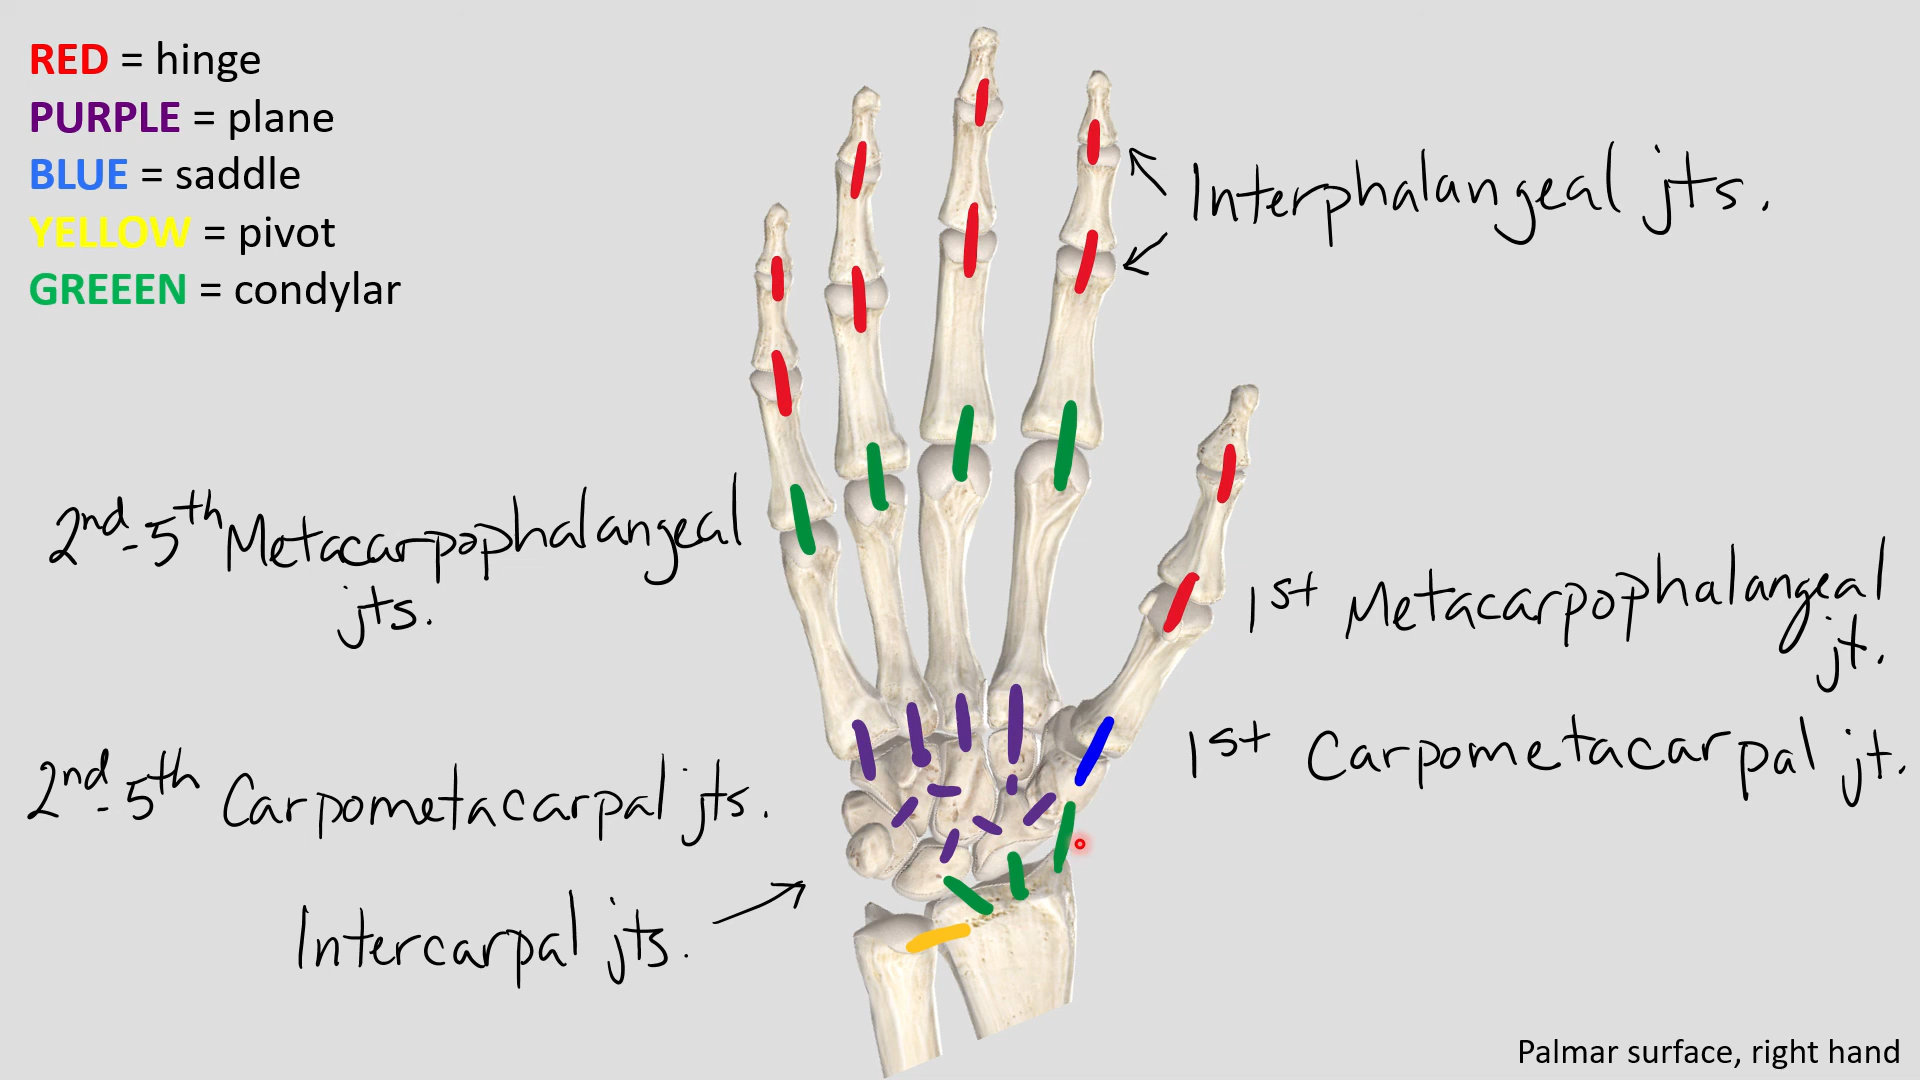 RED = hinge
PURPLE = plane
BLUE = saddle
YELLOW = pivot
GREEEN = condylar
Interphalangeal jts.
2nd-5th Metacarpophalangeal
jts.
1st Metacarpophalangeal
jt.
1st Carpometacarpal jt.
2nd-5th Carpometacarpal jts.
Intercarpal jts.
Palmar surface, right hand